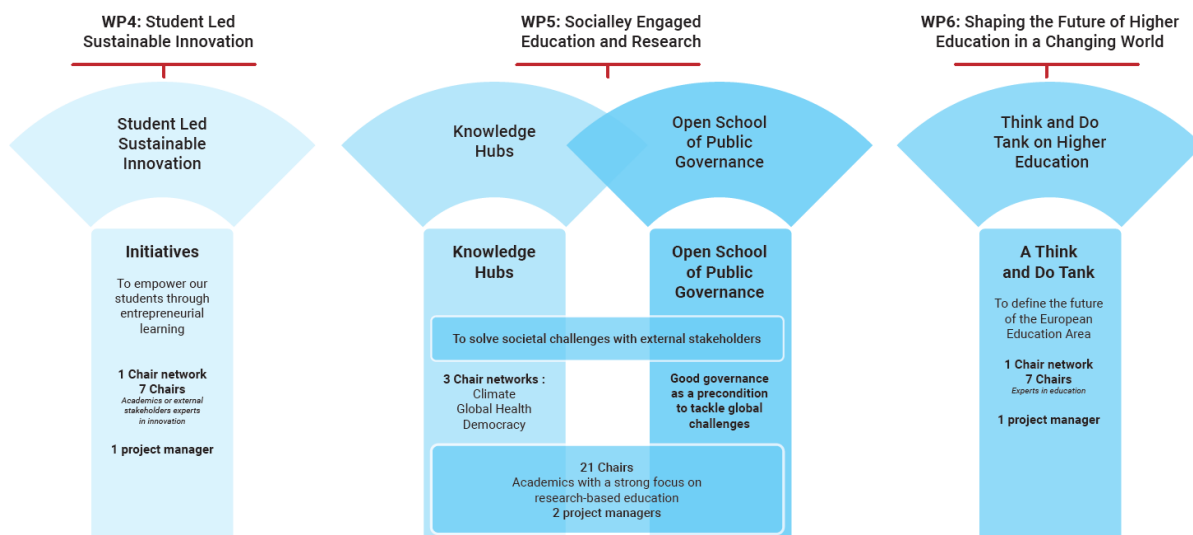 WP4: Student Led
Sustainable Innovation
Student Led
Sustainable
Innovation
Initiatives
To empower our
students through
entrepreneurial
learning
1 Chair network
7 Chairs
Academics or external
stakeholders experts
in innovation
1 project manager
WP5: Socialley Engaged
Education and Research
Knowledge
Hubs
Open School
of Public
Governance
Knowledge
Hubs
Open School
of Public
Governance
To solve societal challenges with external stakeholders
3 Chair networks :
Climate
Global Health
Democracy
Good governance
as a precondition
to tackle global
challenges
21 Chairs
Academics with a strong focus on
research-based education
2 project managers
WP6: Shaping the Future of Higher
Education in a Changing World
Think and Do
Tank on Higher
Education
A Think
and Do Tank
To define the future
of the European
Education Area
1 Chair network
7 Chairs
Experts in education
1 project manager